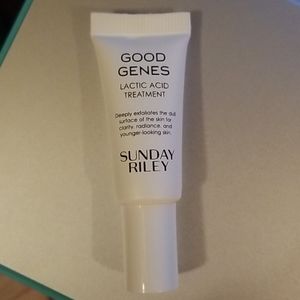 GOOD
GENES
LACTIC ACID
TREATMENT
Deeply exfoliates the dull
surface of the skin for
clarity, radiance, and
younger-looking skin.
SUNDAY
RILEY